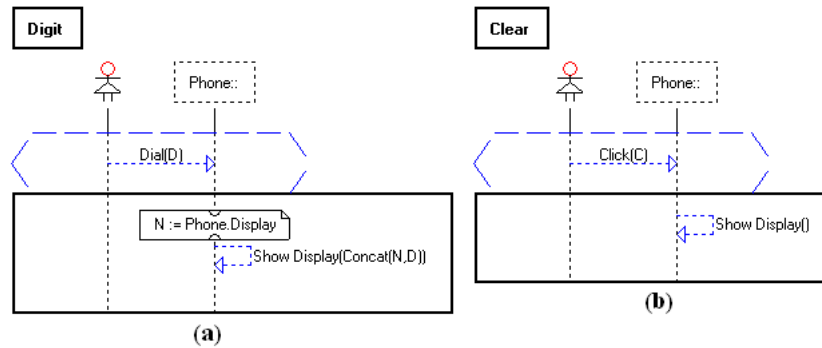 Digit
Phone::
Dial(D)
N := Phone.Display
Show Display(Concat(N,D))
(a)
Clear
Phone::
Click(C)
Show Display()
(b)